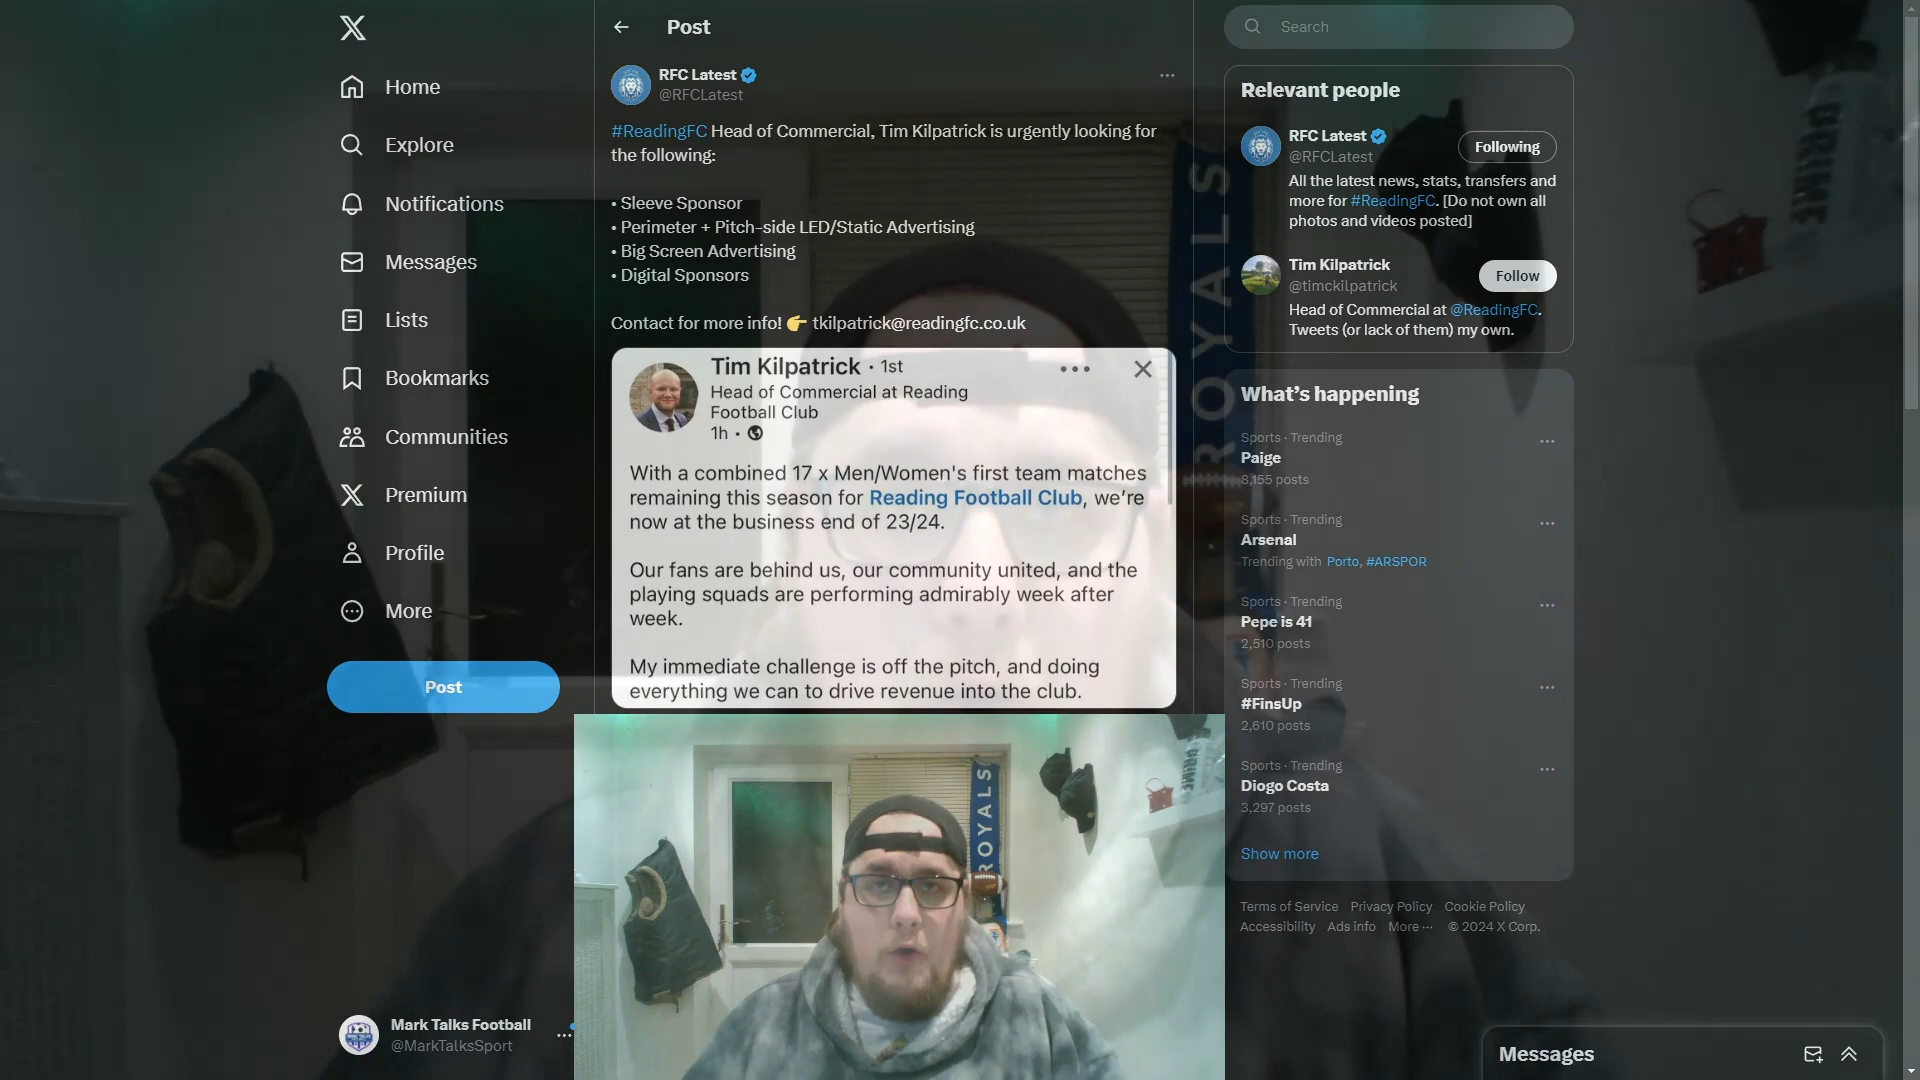 Home
Explore
Notifications
Messages
Lists
Bookmarks
Communities
Premium
Profile
More
Post
Mark Talks Football
@MarkTalksSport
Post
RFC Latest
@RFCLatest
#ReadingFC Head of Commercial, Tim Kilpatrick is urgently looking for
the following:
• Sleeve Sponsor
• Perimeter + Pitch-side LED/Static Advertising
• Big Screen Advertising
• Digital Sponsors
Contact for more info! 👉 tkilpatrick@readingfc.co.uk
Tim Kilpatrick · 1st
Head of Commercial at Reading
Football Club
1h ·
With a combined 17 x Men/Women's first team matches
remaining this season for Reading Football Club, we're
now at the business end of 23/24.
Our fans are behind us, our community united, and the
playing squads are performing admirably week after
week.
My immediate challenge is off the pitch, and doing
everything we can to drive revenue into the club.
ROYALS
ROYALS
Search
Relevant people
RFC Latest
@RFCLatest
Following
All the latest news, stats, transfers and
more for #ReadingFC. [Do not own all
photos and videos posted]
Tim Kilpatrick
@timckilpatrick
Follow
Head of Commercial at @ReadingFC.
Tweets (or lack of them) my own.
What's happening
Sports · Trending
Paige
8,155 posts
Sports · Trending
Arsenal
Trending with Porto, #ARSPOR
Sports · Trending
Pepe is 41
2,510 posts
Sports · Trending
#FinsUp
2,610 posts
Sports · Trending
Diogo Costa
3,297 posts
Show more
Terms of Service Privacy Policy Cookie Policy
Accessibility Ads info More ··· © 2024 X Corp.
Messages